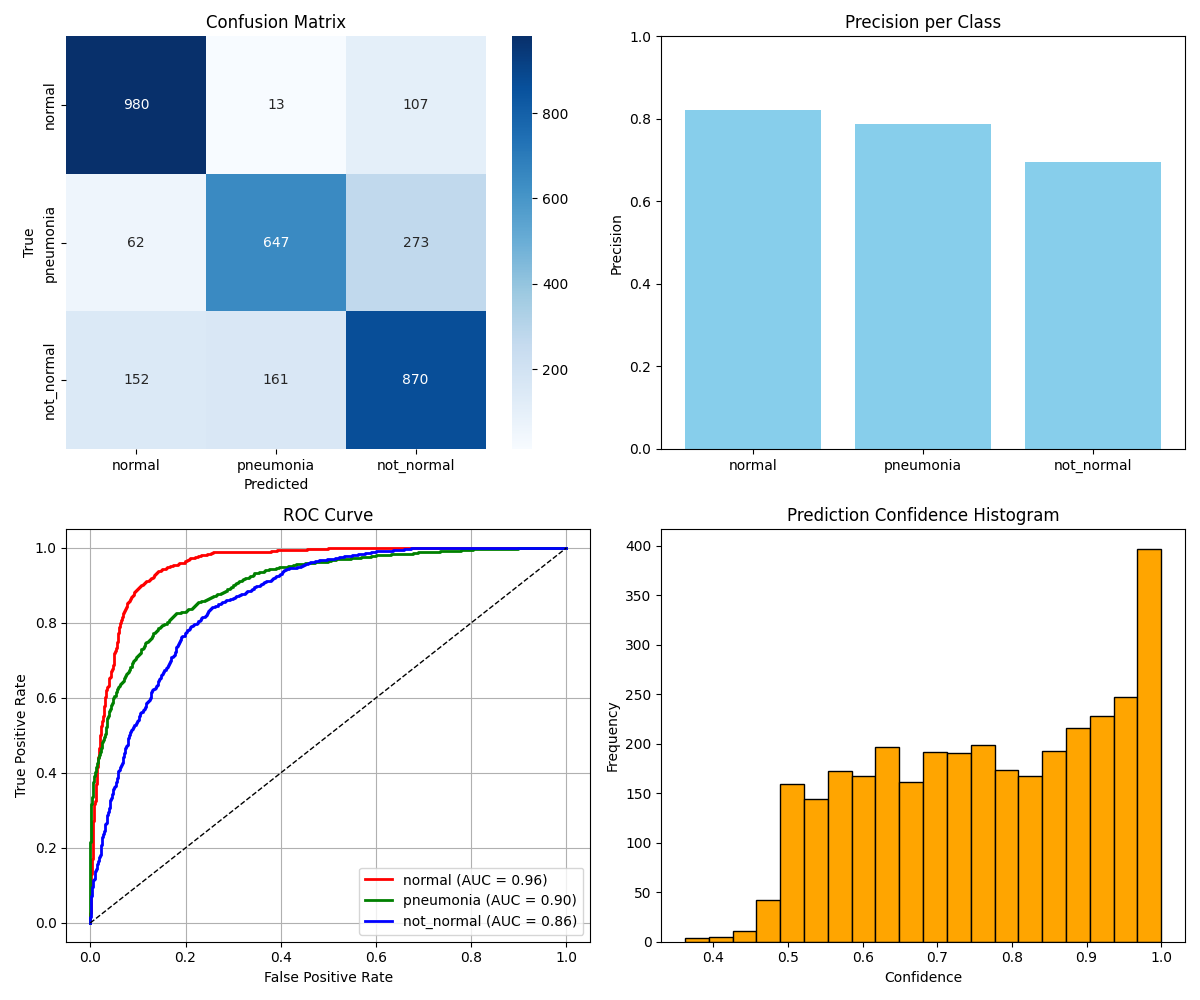 Confusion Matrix
normal
pneumonia
not_normal
True
980
13
107
62
647
273
152
161
870
normal
pneumonia
not_normal
Predicted
800
600
400
200
Precision per Class
1.0
0.8
0.6
0.4
0.2
0.0
Precision
normal
pneumonia
not_normal
ROC Curve
1.0
0.8
0.6
0.4
0.2
0.0
True Positive Rate
normal (AUC = 0.96)
pneumonia (AUC = 0.90)
not_normal (AUC = 0.86)
0.0
0.2
0.4
0.6
0.8
1.0
False Positive Rate
Prediction Confidence Histogram
400
350
300
250
200
150
100
50
0
Frequency
0.4
0.5
0.6
0.7
0.8
0.9
1.0
Confidence